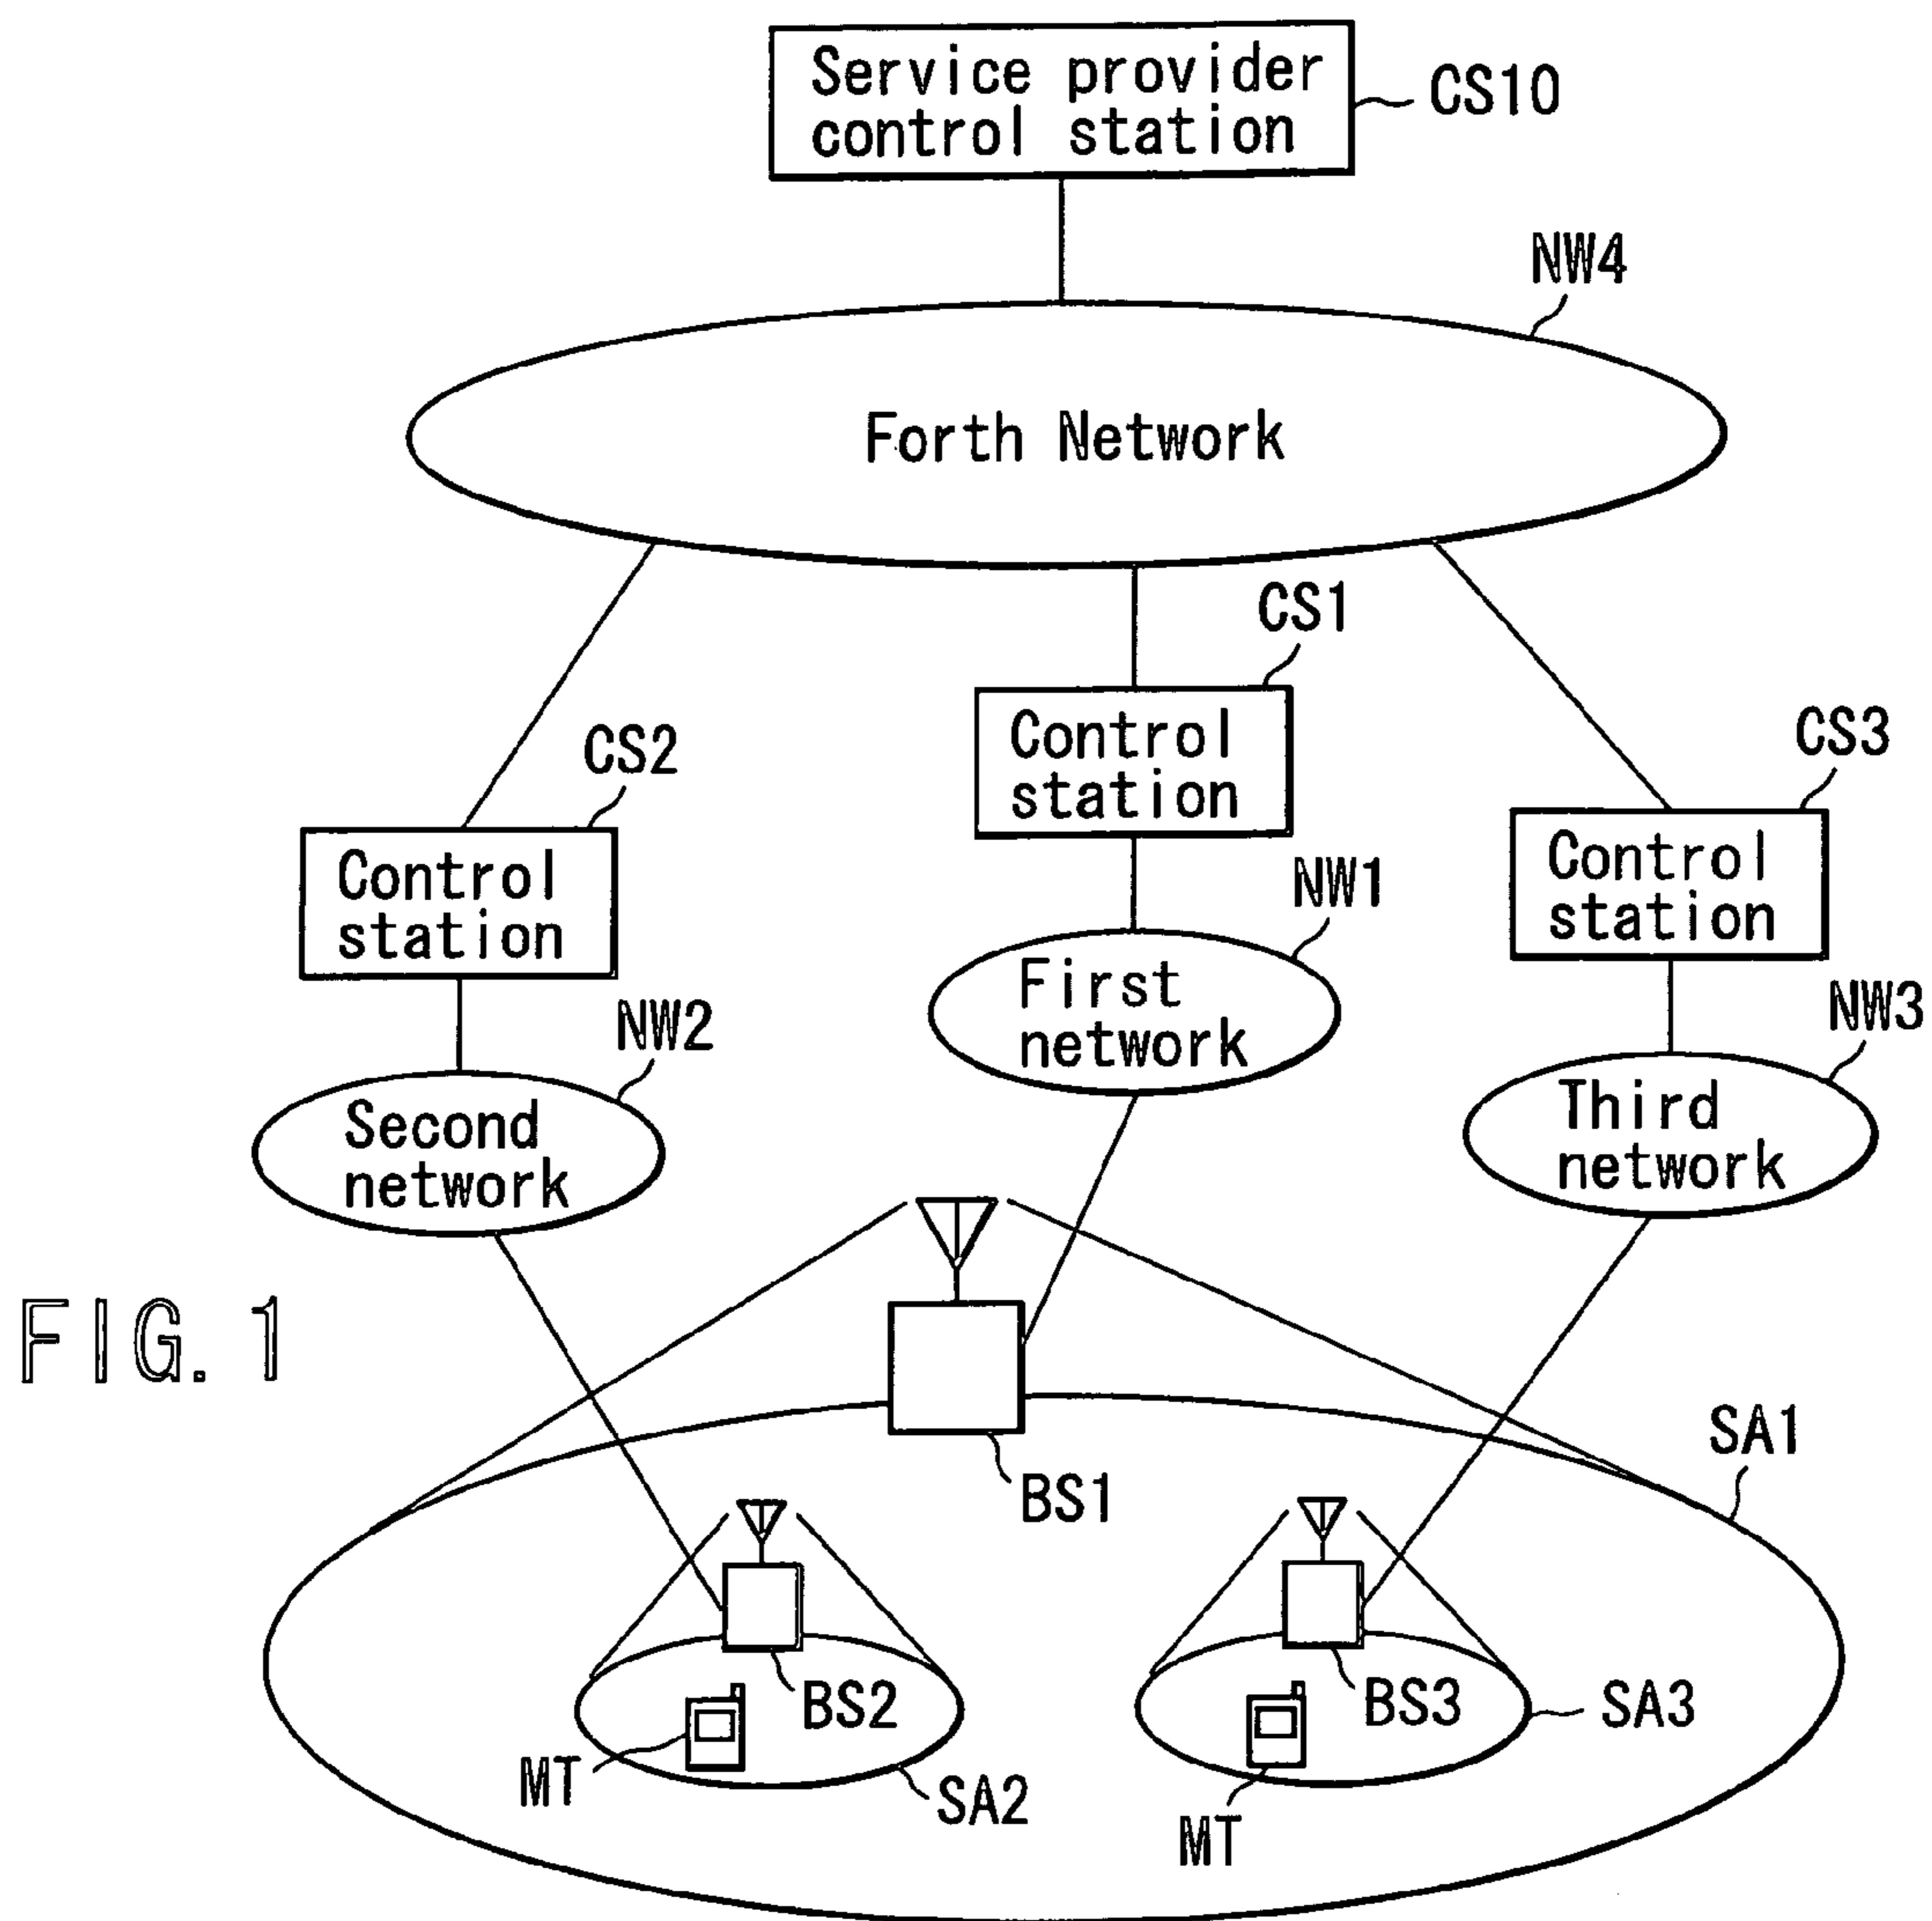 Service provider
control station
CS10
NW4
Forth Network
CS1
Control
station
CS2
Control
station
CS3
Control
station
NW1
First
network
NW2
Second
network
NW3
Third
network
FIG. 1
BS1
SA1
BS2
MT
SA2
BS3
SA3
MT